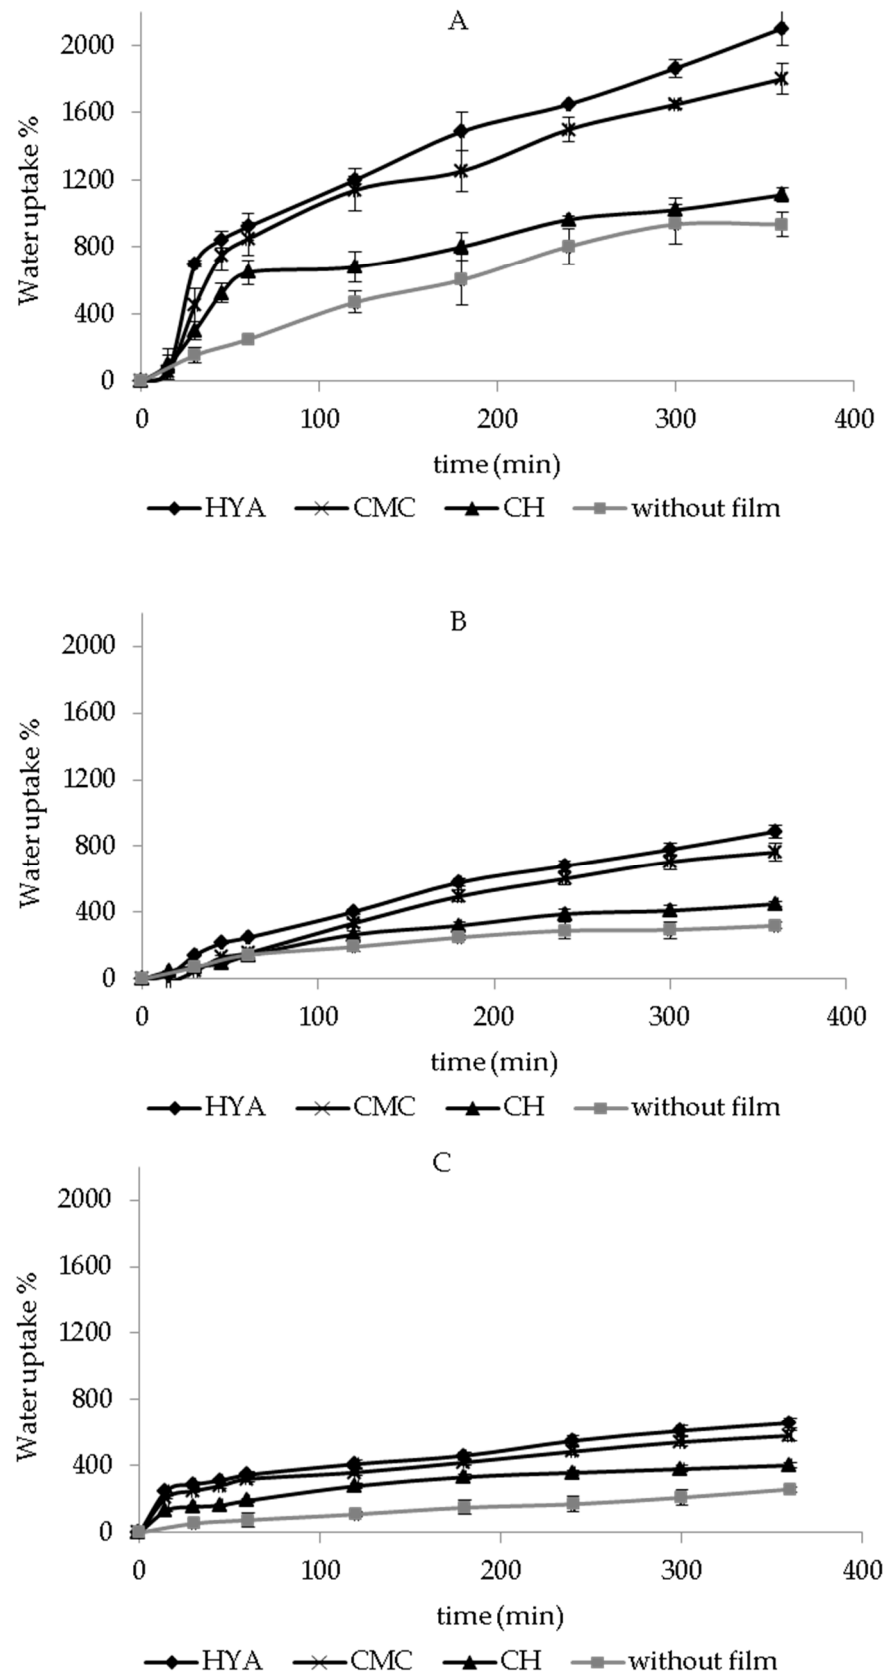 A
2000
1600
1200
800
400
0
Water uptake %
0 100 200 300 400
time (min)
HYA CMC CH without film
B
2000
1600
1200
800
400
0
Water uptake %
0 100 200 300 400
time (min)
HYA CMC CH without film
C
2000
1600
1200
800
400
0
Water uptake %
0 100 200 300 400
time (min)
HYA CMC CH without film